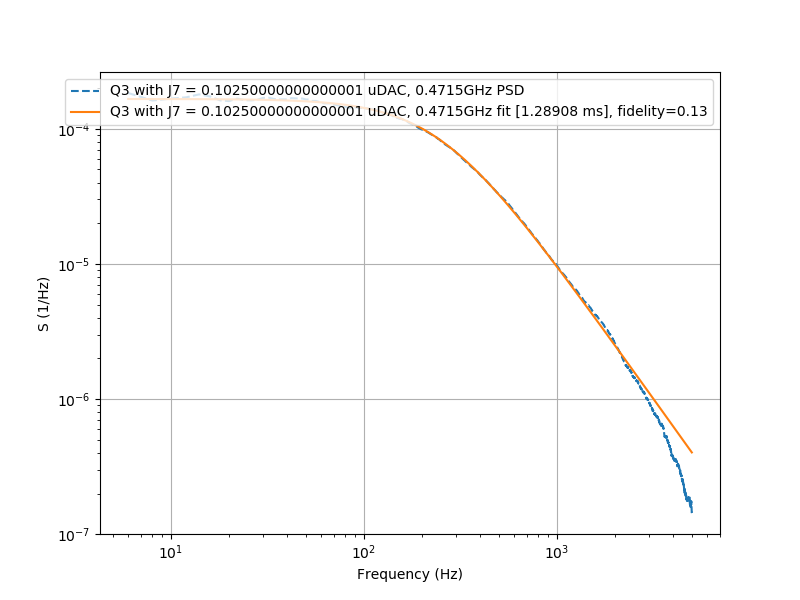 Q3 with J7 = 0.10250000000000001 uDAC, 0.4715GHz PSD
Q3 with J7 = 0.10250000000000001 uDAC, 0.4715GHz fit [1.28908 ms], fidelity=0.13
10⁻⁴
10⁻⁵
10⁻⁶
10⁻⁷
S (1/Hz)
10¹ 10² 10³
Frequency (Hz)